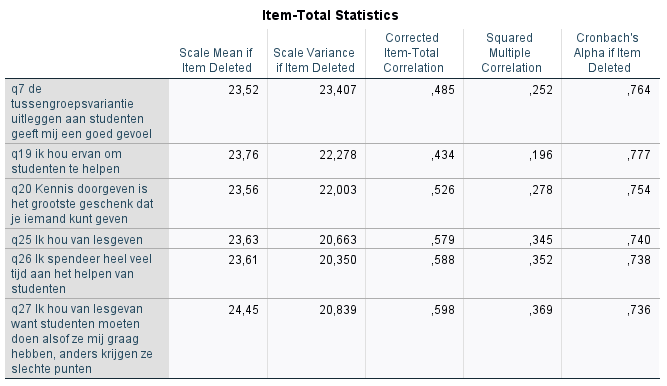 Item-Total Statistics
Scale Mean if
Item Deleted
Scale Variance
if Item Deleted
Corrected
Item-Total
Correlation
Squared
Multiple
Correlation
Cronbach's
Alpha if Item
Deleted
q7 de
tussengroepsvariantie
uitleggen aan studenten
geeft mij een goed gevoel
23,52 23,407 ,485 ,252 ,764
q19 ik hou ervan om
studenten te helpen
23,76 22,278 ,434 ,196 ,777
q20 Kennis doorgeven is
het grootste geschenk dat
je iemand kunt geven
23,56 22,003 ,526 ,278 ,754
q25 Ik hou van lesgeven 23,63 20,663 ,579 ,345 ,740
q26 Ik spendeer heel veel
tijd aan het helpen van
studenten
23,61 20,350 ,588 ,352 ,738
q27 Ik hou van lesgevan
want studenten moeten
doen alsof ze mij graag
hebben, anders krijgen ze
slechte punten
24,45 20,839 ,598 ,369 ,736